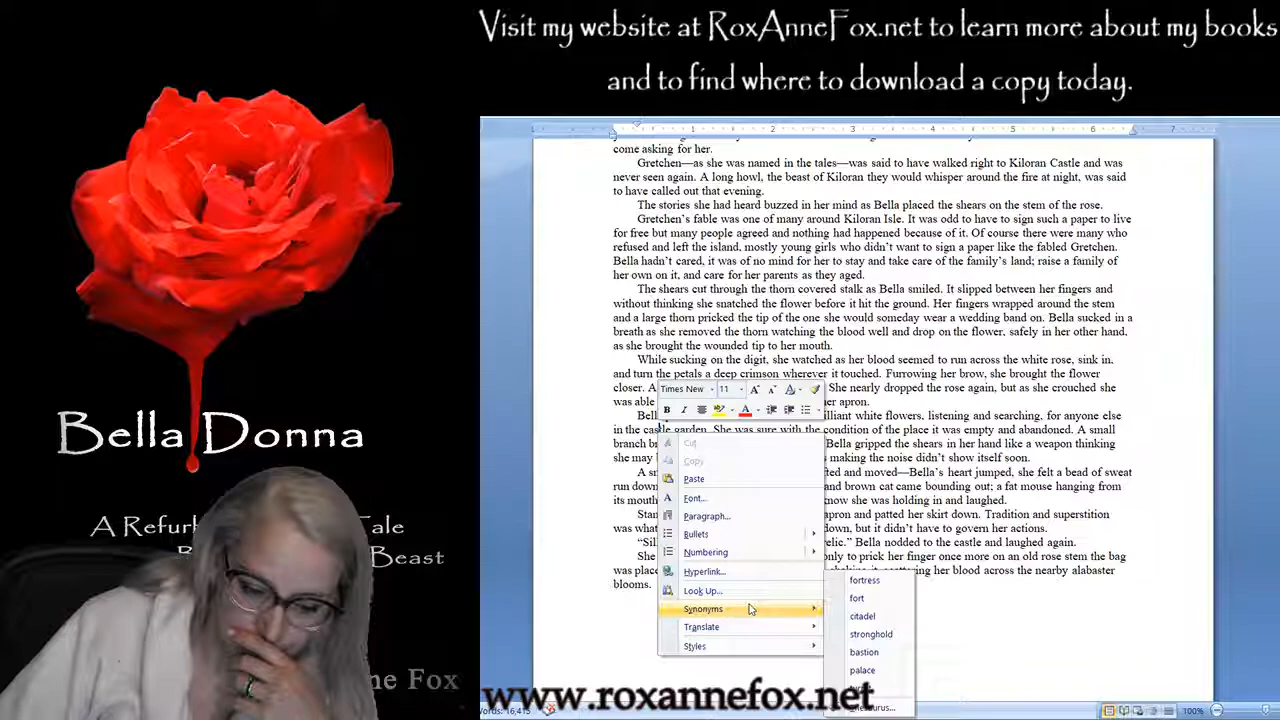 Visit my website at RoxAnneFox.net to learn more about my books
and to find where to download a copy today.
come asking for her.
Gretchen—as she was named in the tales—was said to have walked right to Kiloran Castle and was
never seen again. A long howl, the beast of Kiloran they would whisper around the fire at night, was said
to have called out that evening.
The stories she had heard buzzed in her mind as Bella placed the shears on the stem of the rose.
Gretchen's fable was one of many around Kiloran Isle. It was odd to have to sign such a paper to live
for free but many people agreed and nothing had happened because of it. Of course there were many who
refused and left the island, mostly young girls who didn't want to sign a paper like the fabled Gretchen.
Bella hadn't cared, it was of no mind for her to stay and take care of the family's land; raise a family of
her own on it, and care for her parents as they aged.
The shears cut through the thorn covered stalk as Bella smiled. It slipped between her fingers and
without thinking she snatched the flower before it hit the ground. Her fingers wrapped around the stem
and a large thorn pricked the tip of the one she would someday wear a wedding band on. Bella sucked in a
breath as she removed the thorn watching the blood well and drop on the flower, safely in her other hand,
as she brought the wounded tip to her mouth.
While sucking on the digit, she watched as her blood seemed to run across the white rose, sink in,
and turn the petals a deep crimson wherever it touched. Furrowing her brow, she brought the flower
closer. A She nearly dropped the rose again, but as she crouched she
was able her apron.
Bell illiant white flowers, listening and searching, for anyone else
in the castle garden. She was sure with the condition of the place it was empty and abandoned. A small
branch br Bella gripped the shears in her hand like a weapon thinking
she may making the noise didn't show itself soon.
A sn fted and moved—Bella's heart jumped, she felt a bead of sweat
run down and brown cat came bounding out; a fat mouse hanging from
its mouth know she was holding in and laughed.
Stan apron and patted her skirt down. Tradition and superstition
was what down, but it didn't have to govern her actions.
"Sil relic." Bella nodded to the castle and laughed again.
She only to prick her finger once more on an old rose stem the bag
was place scattering her blood across the nearby alabaster
blooms.
Times New 11
Cut
Copy
Paste
Font...
Paragraph...
Bullets
Numbering
Hyperlink...
Look Up...
Synonyms
Translate
Styles
fortress
fort
citadel
stronghold
bastion
palace
Bella Donna
A Refur Tale
Beast
ne Fox
www.roxannefox.net
Words: 16,415
100%